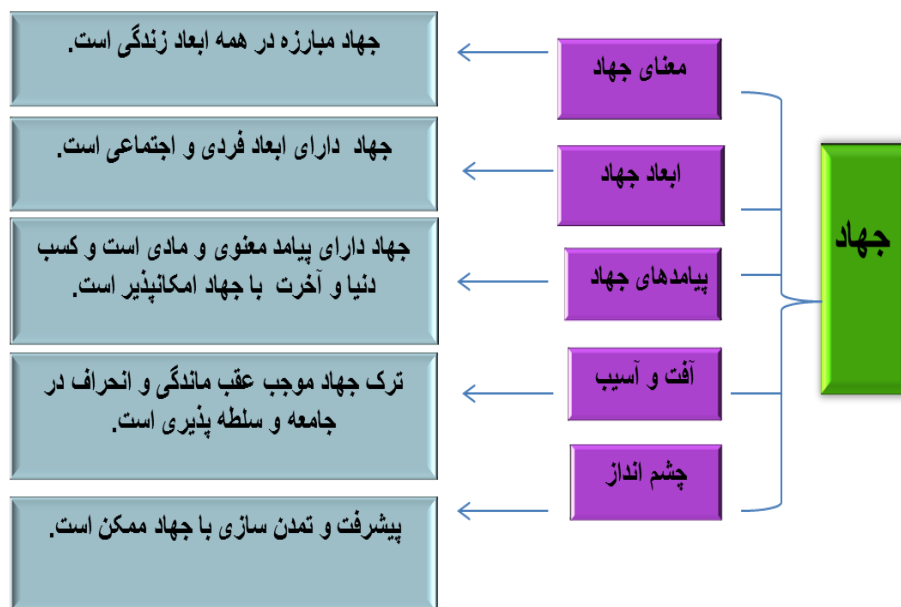 جهاد
معنای جهاد
جهاد مبارزه در همه ابعاد زندگی است.
ابعاد جهاد
جهاد دارای ابعاد فردی و اجتماعی است.
پیامدهای جهاد
جهاد دارای پیامد معنوی و مادی است و کسب
دنیا و آخرت با جهاد امکانپذیر است.
آفت و آسیب
ترک جهاد موجب عقب ماندگی و انحراف در
جامعه و سلطه پذیری است.
چشم انداز
پیشرفت و تمدن سازی با جهاد ممکن است.